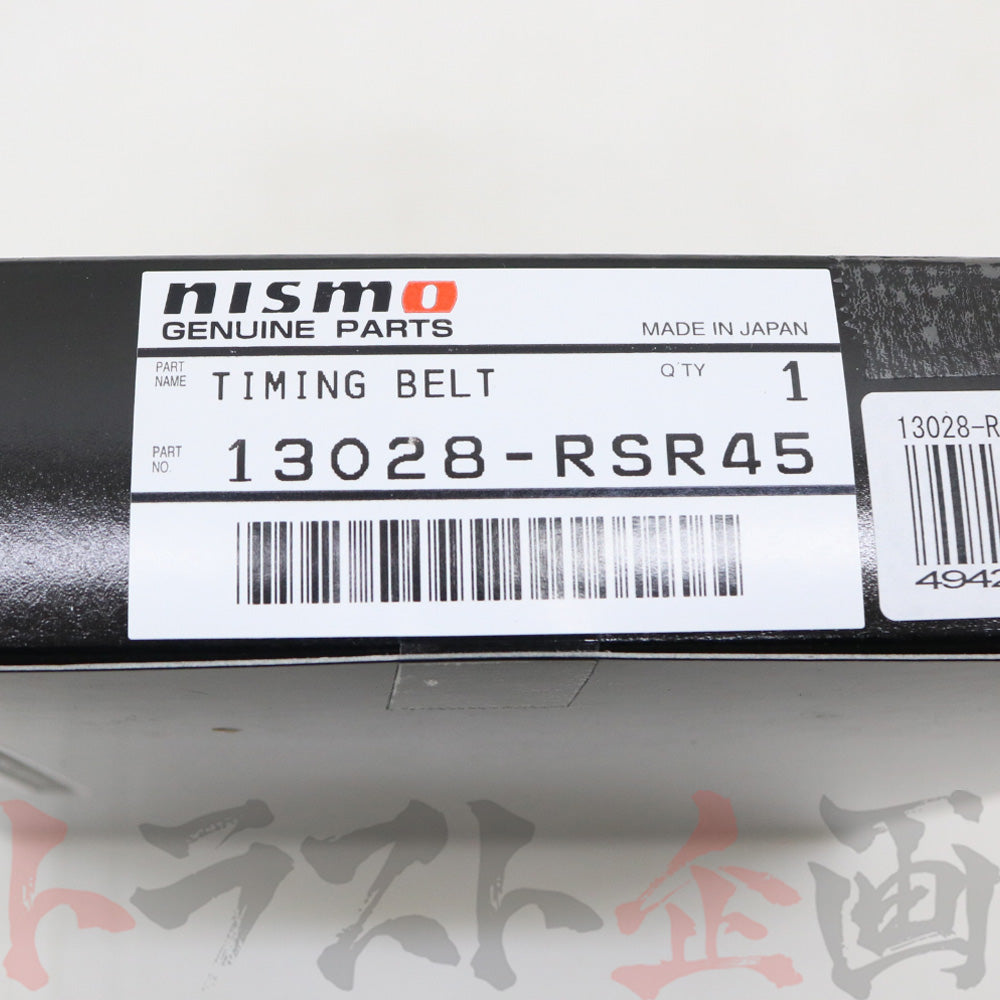 nismo
GENUINE PARTS
MADE IN JAPAN
PART NAME TIMING BELT Q'TY 1
PART NO. 13028-RSR45
13028-R
4942
トラスト企画